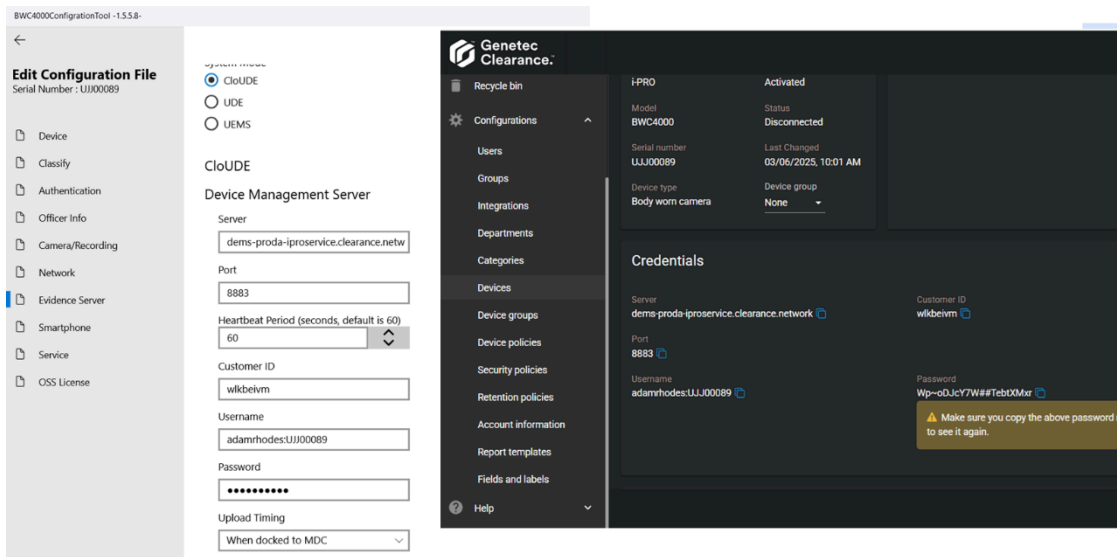 BWC4000ConfigrationTool -1.5.5.8-
Edit Configuration File
Serial Number : UJJ00089
Device
Classify
Authentication
Officer Info
Camera/Recording
Network
Evidence Server
Smartphone
Service
OSS License
System Mode
CloUDE
UDE
UEMS
CloUDE
Device Management Server
Server
dems-proda-iproservice.clearance.netw
Port
8883
Heartbeat Period (seconds, default is 60)
60
Customer ID
wlkbeivm
Username
adamrhodes:UJJ00089
Password
••••••••••
Upload Timing
When docked to MDC
Genetec
Clearance.™
Recycle bin
Configurations
Users
Groups
Integrations
Departments
Categories
Devices
Device groups
Device policies
Security policies
Retention policies
Account information
Report templates
Fields and labels
Help
i-PRO
Activated
Model
BWC4000
Status
Disconnected
Serial number
UJJ00089
Last Changed
03/06/2025, 10:01 AM
Device type
Body worn camera
Device group
None
Credentials
Server
dems-proda-iproservice.clearance.network
Customer ID
wlkbeivm
Port
8883
Username
adamrhodes:UJJ00089
Password
Wp~oDJcY7W##TebtXMxr
Make sure you copy the above password
to see it again.